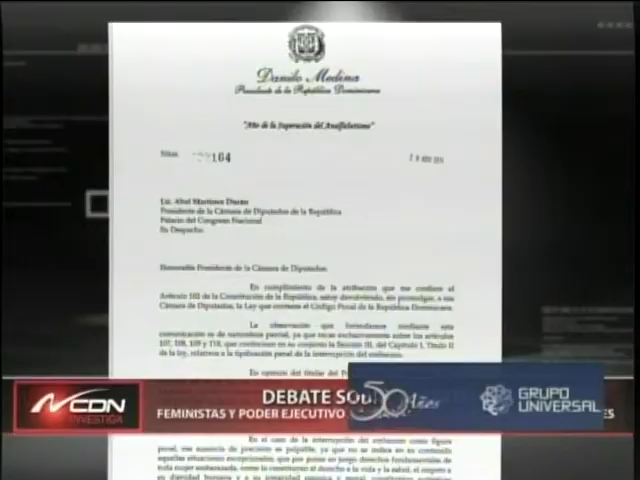 Danilo Medina
Presidente de la República Dominicana
"Año de la Superación del Analfabetismo"
Núm. 164
Lic. Abel Martínez Durán
Presidente de la Cámara de Diputados de la República
Palacio del Congreso Nacional
Su Despacho.
Honorable Presidente de la Cámara de Diputados:
En cumplimiento de la atribución que me confiere el
Artículo 102 de la Constitución de la República, estoy devolviendo, sin promulgar, a esa
Cámara de Diputados, la Ley que contiene el Código Penal de la República Dominicana.
La observación que formulamos mediante esta
comunicación es de naturaleza parcial, ya que recae exclusivamente sobre los artículos
107, 108, 109 y 110, que conforman en su conjunto la Sección III, del Capítulo I, Título II
de la ley, relativos a la tipificación penal de la interrupción del embarazo.
En opinión del titular del
NCDN
INVESTIGA
DEBATE
FEMINISTAS Y PODER EJECUTIVO
50 Años
GRUPO
UNIVERSAL
ES
En el caso de la interrupción del embarazo como figura
penal, esa ausencia de precisión es palpable, ya que no se indica en su contenido
aquellas situaciones excepcionales, que por poner en juego derechos fundamentales de
toda mujer embarazada, como lo constituyen el derecho a la vida y la salud, el respeto a
su dignidad humana y a su integridad